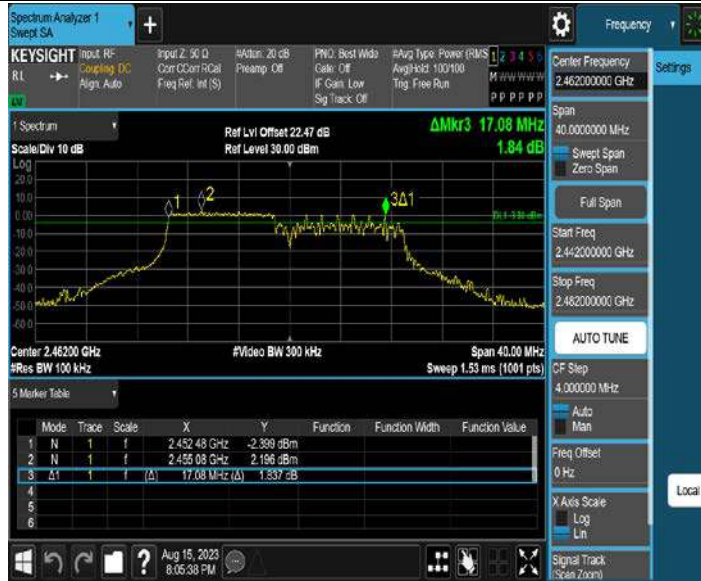 Spectrum Analyzer 1
Swept SA
+
Frequency
KEYSIGHT
RL
LW
Input: RF
Coupling: DC
Align: Auto
Input Z: 50 Ω
Corr CCorr RCal
Freq Ref: Int (S)
#Atten: 20 dB
Preamp: Off
PNO: Best Wide
Gate: Off
IF Gain: Low
Sig Track: Off
#Avg Type: Power (RMS
Avg|Hold: 100/100
Trig: Free Run
1 2 3 4 5 6
M W W W W W
P P P P P P
Settings
1 Spectrum
Scale/Div 10 dB
Log
Ref Lvl Offset 22.47 dB
Ref Level 30.00 dBm
ΔMkr3 17.08 MHz
1.84 dB
20.0
10.0
0.00
-10.0
-20.0
-30.0
-40.0
-50.0
-60.0
1
2
3Δ1
Center 2.46200 GHz
#Res BW 100 kHz
#Video BW 300 kHz
Span 40.00 MHz
Sweep 1.53 ms (1001 pts)
5 Marker Table
Mode Trace Scale X Y Function Function Width Function Value
1 N 1 f 2.452 48 GHz -2.399 dBm
2 N 1 f 2.455 08 GHz 2.196 dBm
3 Δ1 1 f (Δ) 17.08 MHz (Δ) 1.837 dB
4
5
6
Aug 15, 2023
8:05:38 PM
?
Center Frequency
2.462000000 GHz
Span
40.0000000 MHz
Swept Span
Zero Span
Full Span
Start Freq
2.442000000 GHz
Stop Freq
2.482000000 GHz
AUTO TUNE
CF Step
4.000000 MHz
Auto
Man
Freq Offset
0 Hz
X Axis Scale
Log
Lin
Signal Track
(Span Zoom)
Local